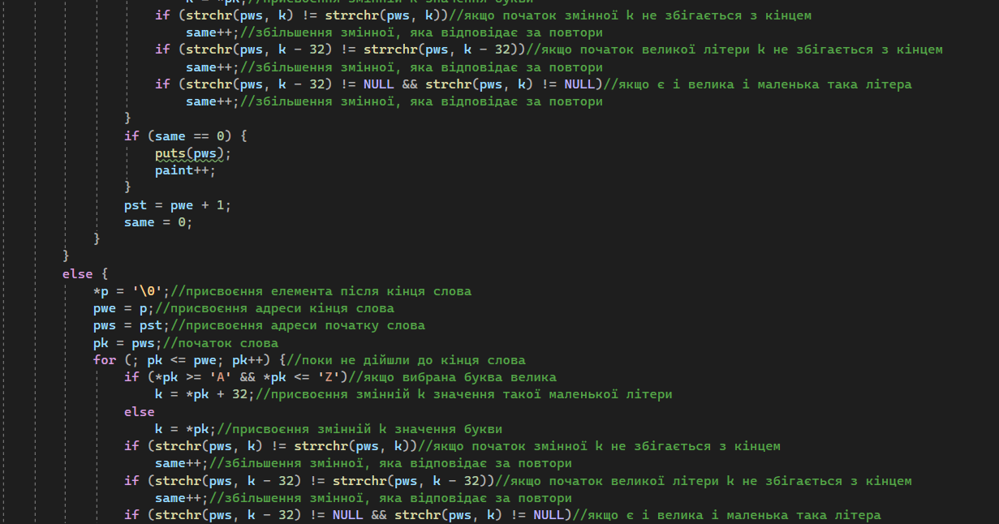 k = *pk;//присвоєння змінній k значення букви
if (strchr(pws, k) != strrchr(pws, k))//якщо початок змінної k не збігається з кінцем
same++;//збільшення змінної, яка відповідає за повтори
if (strchr(pws, k - 32) != strrchr(pws, k - 32))//якщо початок великої літери k не збігається з кінцем
same++;//збільшення змінної, яка відповідає за повтори
if (strchr(pws, k - 32) != NULL && strchr(pws, k) != NULL)//якщо є і велика і маленька така літера
same++;//збільшення змінної, яка відповідає за повтори
}
if (same == 0) {
puts(pws);
paint++;
}
pst = pwe + 1;
same = 0;
}
}
else {
*p = '\0';//присвоєння елемента після кінця слова
pwe = p;//присвоєння адреси кінця слова
pws = pst;//присвоєння адреси початку слова
pk = pws;//початок слова
for (; pk <= pwe; pk++) {//поки не дійшли до кінця слова
if (*pk >= 'A' && *pk <= 'Z')//якщо вибрана буква велика
k = *pk + 32;//присвоєння змінній k значення такої маленької літери
else
k = *pk;//присвоєння змінній k значення букви
if (strchr(pws, k) != strrchr(pws, k))//якщо початок змінної k не збігається з кінцем
same++;//збільшення змінної, яка відповідає за повтори
if (strchr(pws, k - 32) != strrchr(pws, k - 32))//якщо початок великої літери k не збігається з кінцем
same++;//збільшення змінної, яка відповідає за повтори
if (strchr(pws, k - 32) != NULL && strchr(pws, k) != NULL)//якщо є і велика і маленька така літера